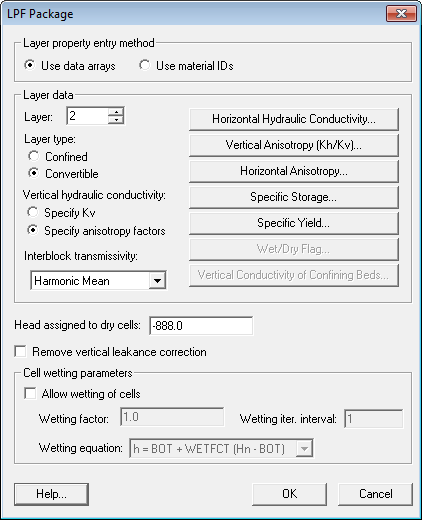 LPF Package
Layer property entry method
Use data arrays Use material IDs
Layer data
Layer: 2
Horizontal Hydraulic Conductivity...
Layer type:
Vertical Anisotropy (Kh/Kv)...
Confined
Horizontal Anisotropy...
Convertible
Vertical hydraulic conductivity:
Specific Storage...
Specify Kv
Specific Yield...
Specify anisotropy factors
Wet/Dry Flag...
Interblock transmissivity:
Vertical Conductivity of Confining Beds...
Harmonic Mean
Head assigned to dry cells: -888.0
Remove vertical leakance correction
Cell wetting parameters
Allow wetting of cells
Wetting factor: 1.0 Wetting iter. interval: 1
Wetting equation: h = BOT + WETFCT (Hn - BOT)
Help... OK Cancel